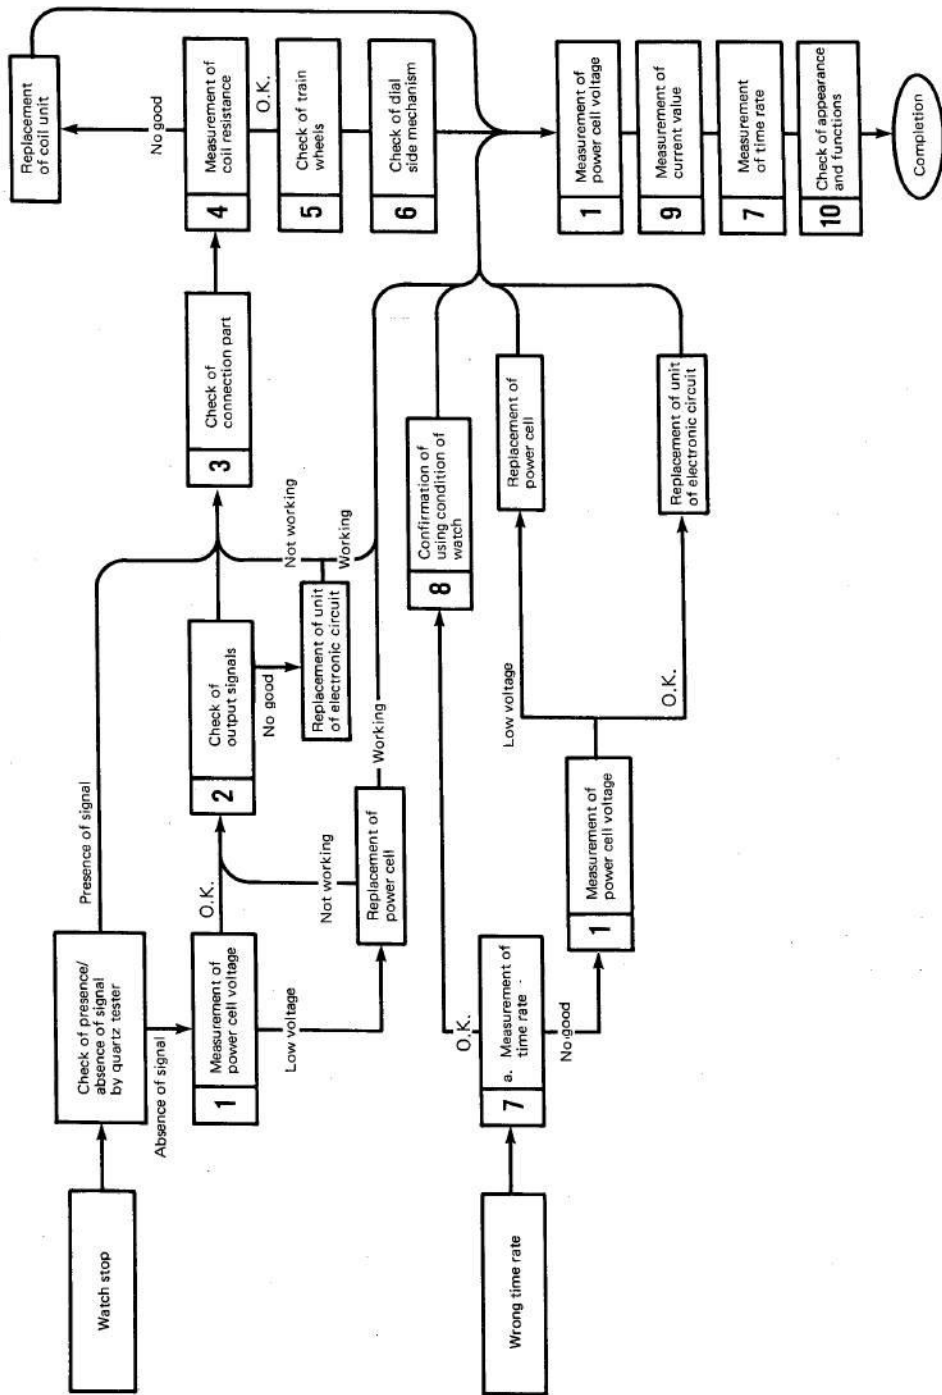 Watch stop
Check of presence/
absence of signal
by quartz tester
Presence of signal
Absence of signal
1
Measurement of
power cell voltage
O.K.
Low voltage
Replacement of
power cell
Not working
Working
2
Check of
output signals
No good
Replacement of unit
of electronic circuit
Not working
Working
3
Check of
connection part
4
Measurement of
coil resistance
No good
Replacement
of coil unit
O.K.
5
Check of train
wheels
6
Check of dial
side mechanism
Wrong time rate
7
a. Measurement of
time rate
O.K.
No good
8
Confirmation of
using condition of
watch
1
Measurement of
power cell voltage
Low voltage
Replacement of
power cell
O.K.
Replacement of unit
of electronic circuit
1
Measurement of
power cell voltage
9
Measurement of
current value
7
Measurement
of time rate
10
Check of appearance
and functions
Completion